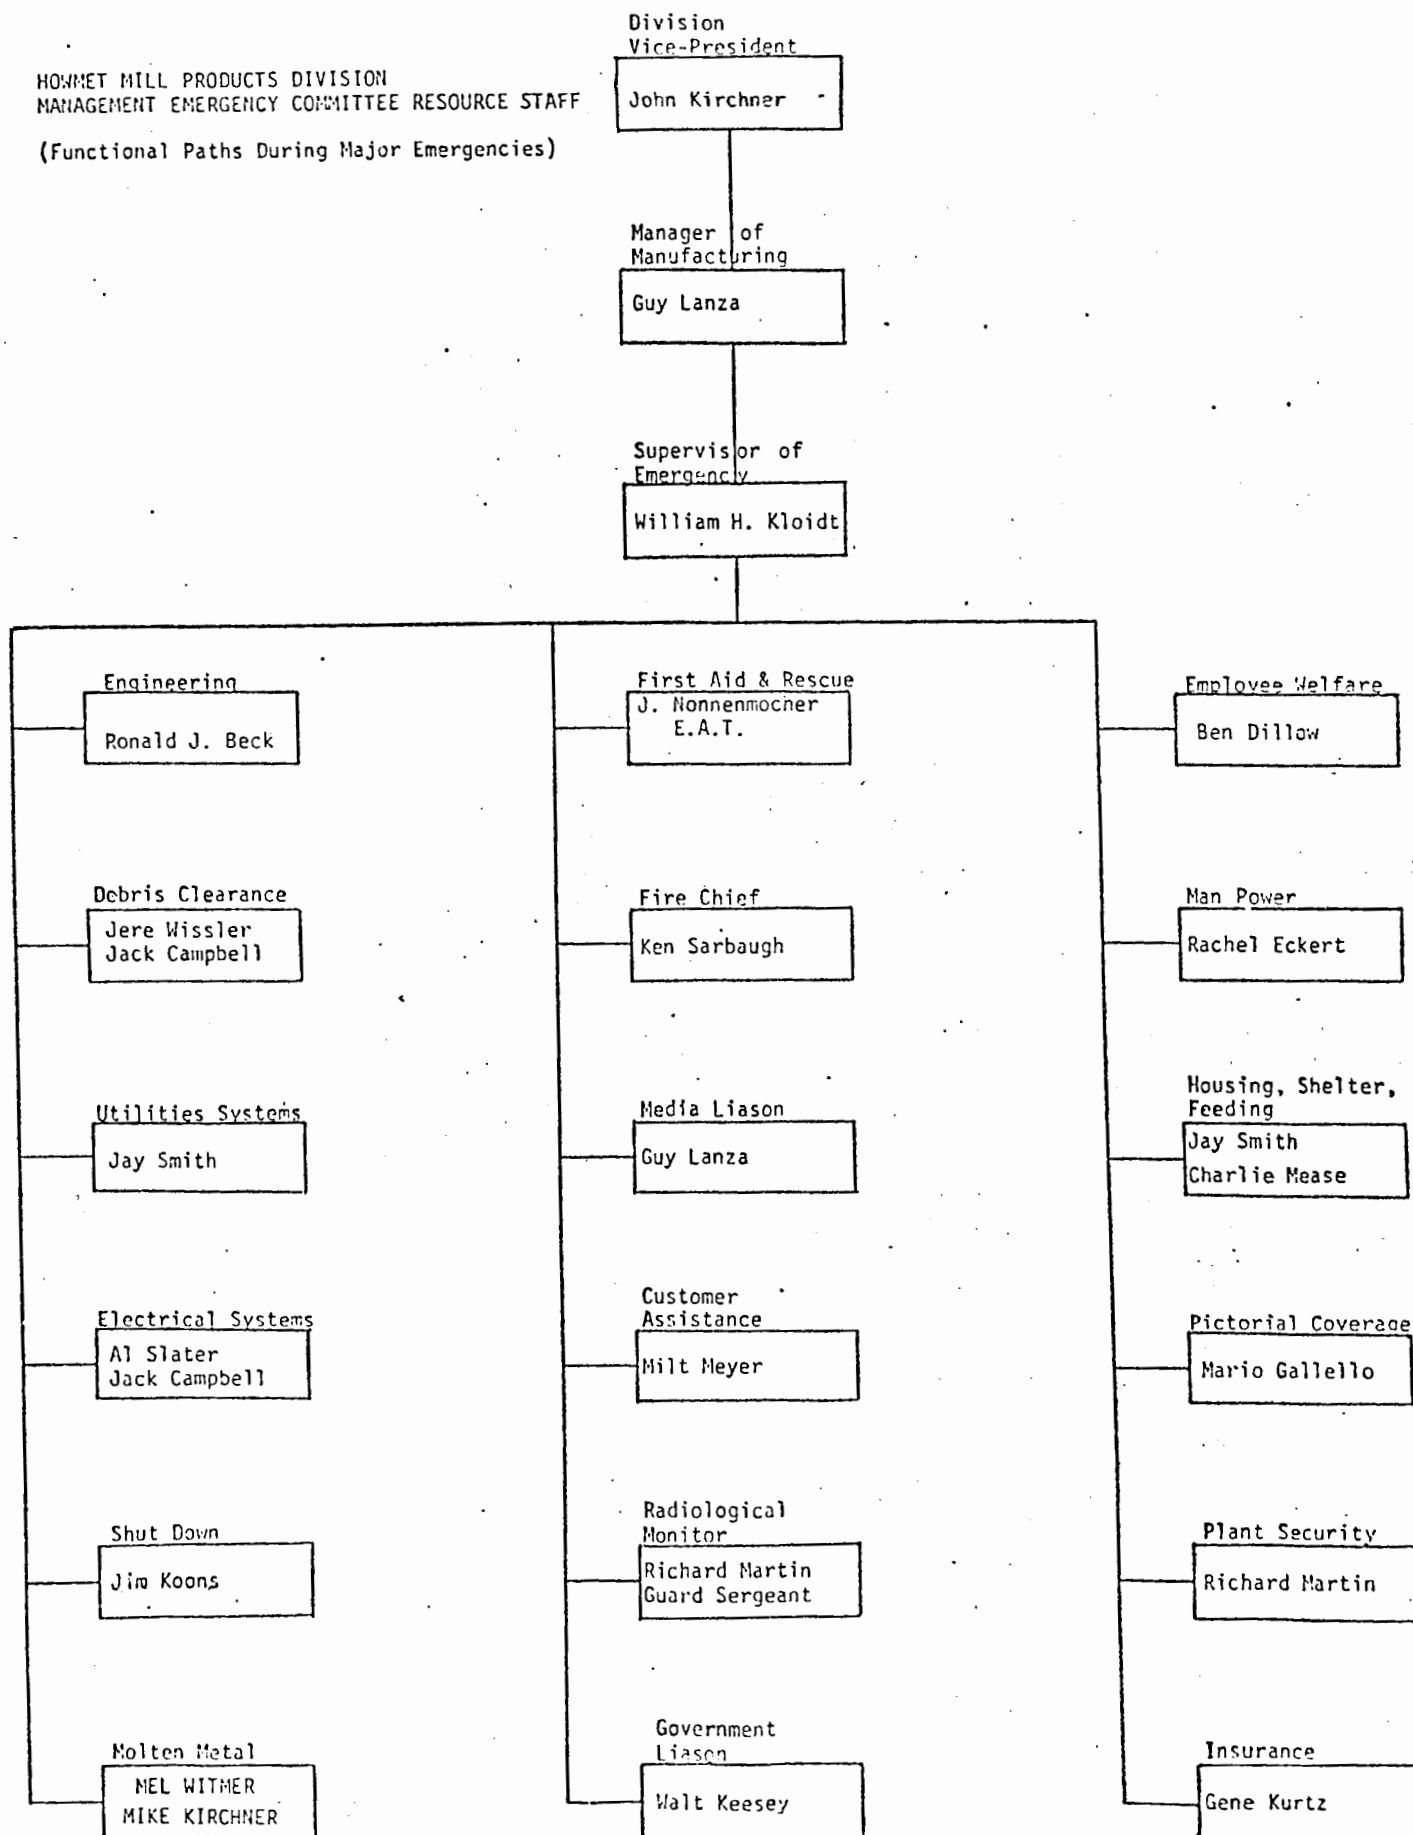 HOWMET MILL PRODUCTS DIVISION
MANAGEMENT EMERGENCY COMMITTEE RESOURCE STAFF
(Functional Paths During Major Emergencies)
Division
Vice-President
John Kirchner
Manager of
Manufacturing
Guy Lanza
Supervisor of
Emergency
William H. Kloidt
Engineering
Ronald J. Beck
Debris Clearance
Jere Wissler
Jack Campbell
Utilities Systems
Jay Smith
Electrical Systems
Al Slater
Jack Campbell
Shut Down
Jim Koons
Molten Metal
MEL WITMER
MIKE KIRCHNER
First Aid & Rescue
J. Nonnenmocher
E.A.T.
Fire Chief
Ken Sarbaugh
Media Liason
Guy Lanza
Customer
Assistance
Milt Meyer
Radiological
Monitor
Richard Martin
Guard Sergeant
Government
Liason
Walt Keesey
Employee Welfare
Ben Dillow
Man Power
Rachel Eckert
Housing, Shelter,
Feeding
Jay Smith
Charlie Mease
Pictorial Coverage
Mario Gallello
Plant Security
Richard Martin
Insurance
Gene Kurtz